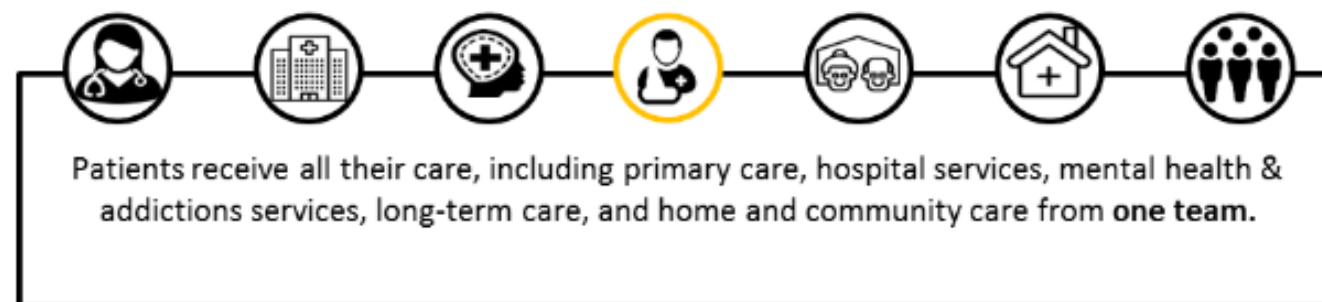 Patients receive all their care, including primary care, hospital services, mental health &
addictions services, long-term care, and home and community care from one team.